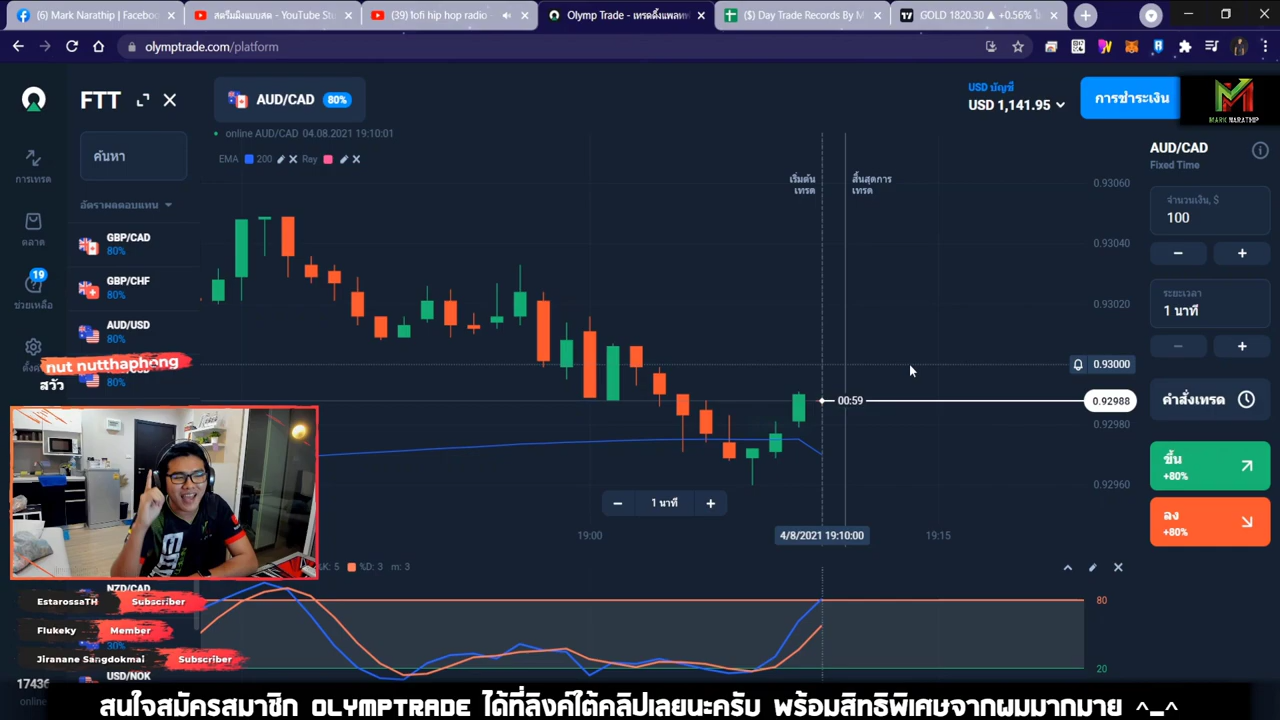 (6) Mark Narathip | Faceboo
สตรีมมิงแบบสด - YouTube St
(39) lofi hip hop radio -
Olymp Trade - เทรดดิ้งแพลทฟ
($) Day Trade Records By M
GOLD 1820.30 ▲ +0.56% ไ
olymptrade.com/platform
FTT
AUD/CAD 80%
USD บัญชี
USD 1,141.95
การชำระเงิน
MARK NARATHIP
online AUD/CAD 04.08.2021 19:10:01
EMA 200 Ray
ค้นหา
อัตราผลตอบแทน
การเทรด
ตลาด
19
ช่วยเหลือ
GBP/CAD
80%
GBP/CHF
80%
AUD/USD
80%
80%
nut nutthaphong
สวัว
เริ่มต้น
เทรด
สิ้นสุดการ
เทรด
0.93060
0.93040
0.93020
0.93000
0.92988
0.92980
0.92960
00:59
1 นาที
19:00
4/8/2021 19:10:00
19:15
AUD/CAD
Fixed Time
จำนวนเงิน, $
100
− +
ระยะเวลา
1 นาที
− +
คำสั่งเทรด
ขึ้น
+80%
ลง
+80%
%K: 5 %D: 3 m: 3
80
20
NZD/CAD
EstarossaTH Subscriber
Flukeky Member
30%
Jiranane Sangdokmai Subscriber
USD/NOK
17436
online
สนใจสมัครสมาชิก OLYMPTRADE ได้ที่ลิงค์ใต้คลิปเลยนะครับ พร้อมสิทธิพิเศษจากผมมากมาย ^_^